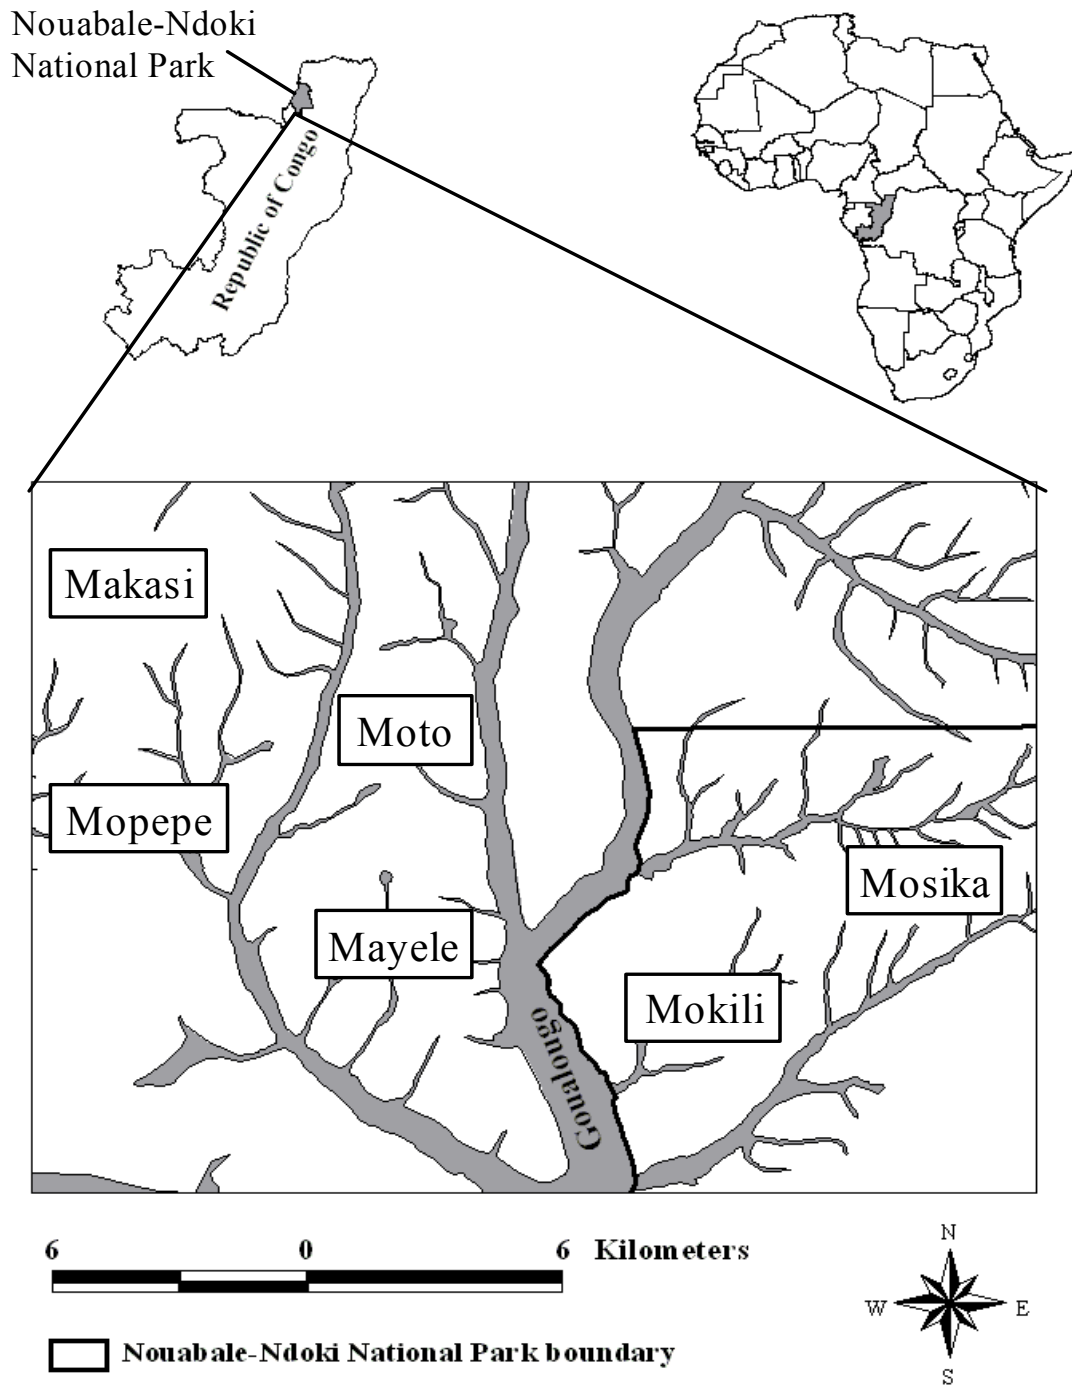 Nouabale-Ndoki
National Park
Republic of Congo
Makasi
Moto
Mopepe
Mosika
Mayele
Mokili
Goualougo
6 0 6 Kilometers
N
W E
S
Nouabale-Ndoki National Park boundary